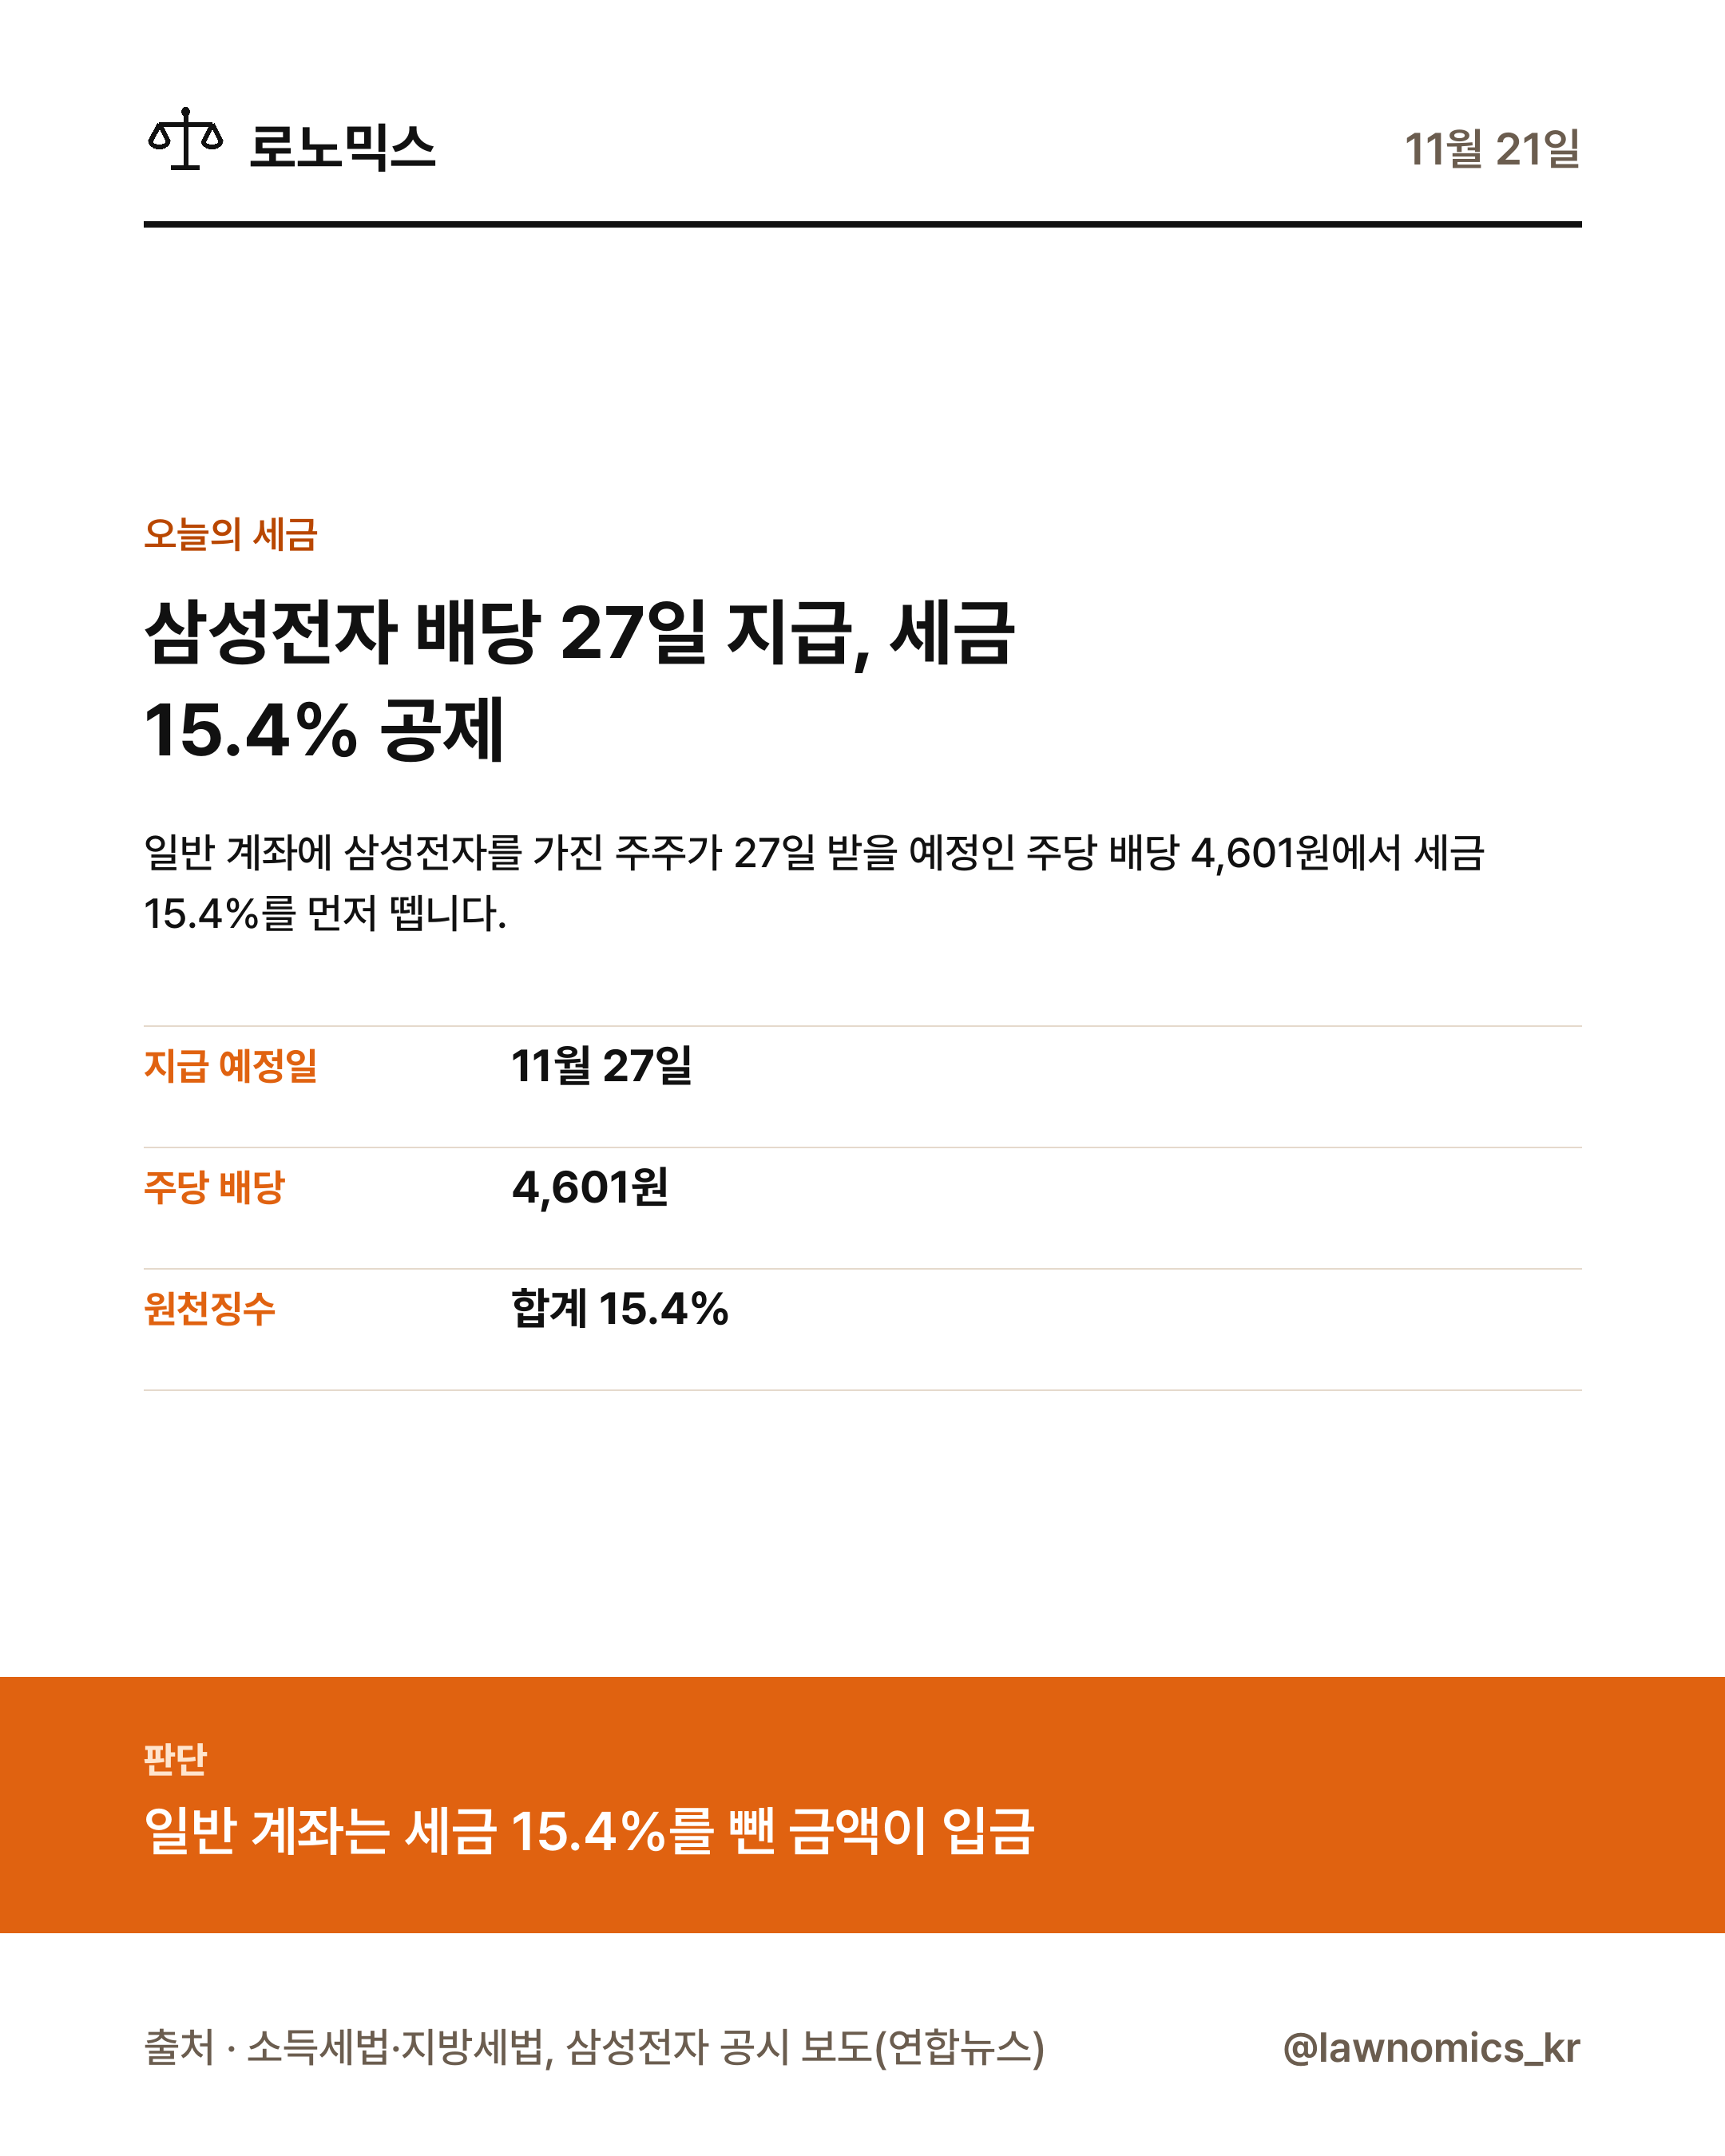 로노믹스
11월 21일
오늘의 세금
삼성전자 배당 27일 지급, 세금
15.4% 공제
일반 계좌에 삼성전자를 가진 주주가 27일 받을 예정인 주당 배당 4,601원에서 세금
15.4%를 먼저 뗍니다.
지급 예정일 11월 27일
주당 배당 4,601원
원천징수 합계 15.4%
판단
일반 계좌는 세금 15.4%를 뺀 금액이 입금
출처 · 소득세법·지방세법, 삼성전자 공시 보도(연합뉴스) @lawnomics_kr